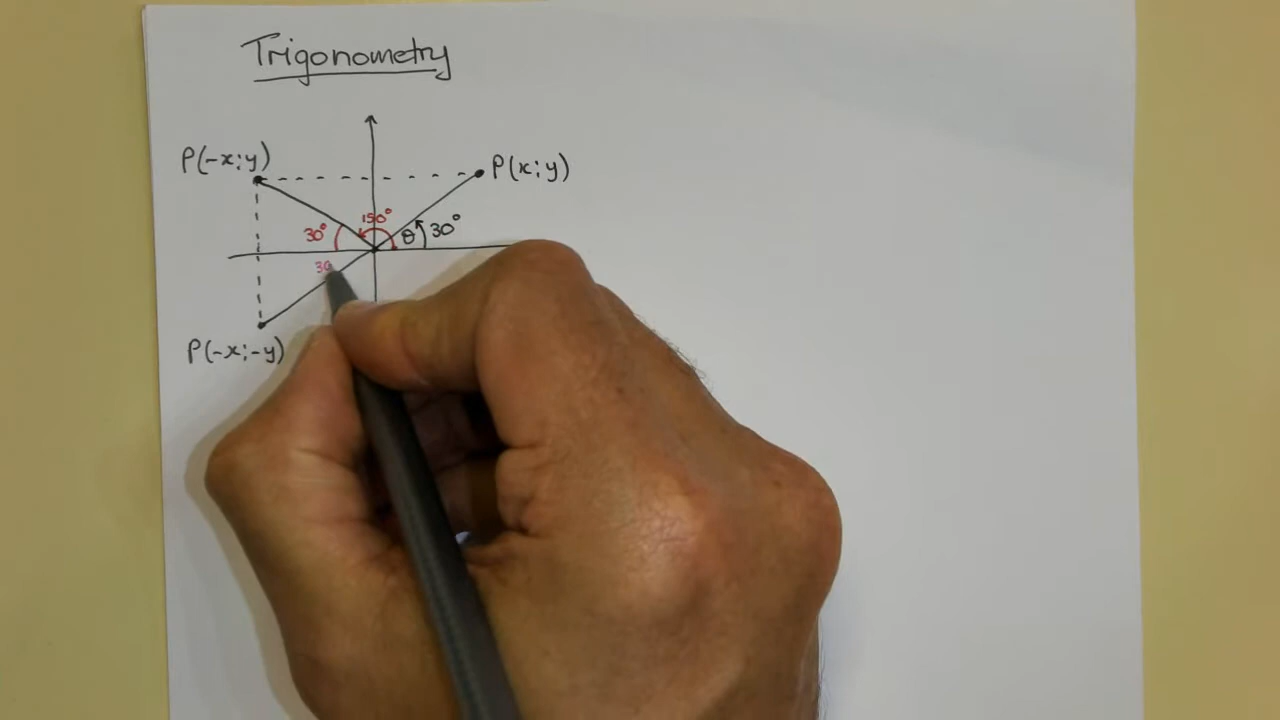 Trigonometry
P(-x;y) P(x;y)
150°
30° θ 30°
30
P(-x;-y)